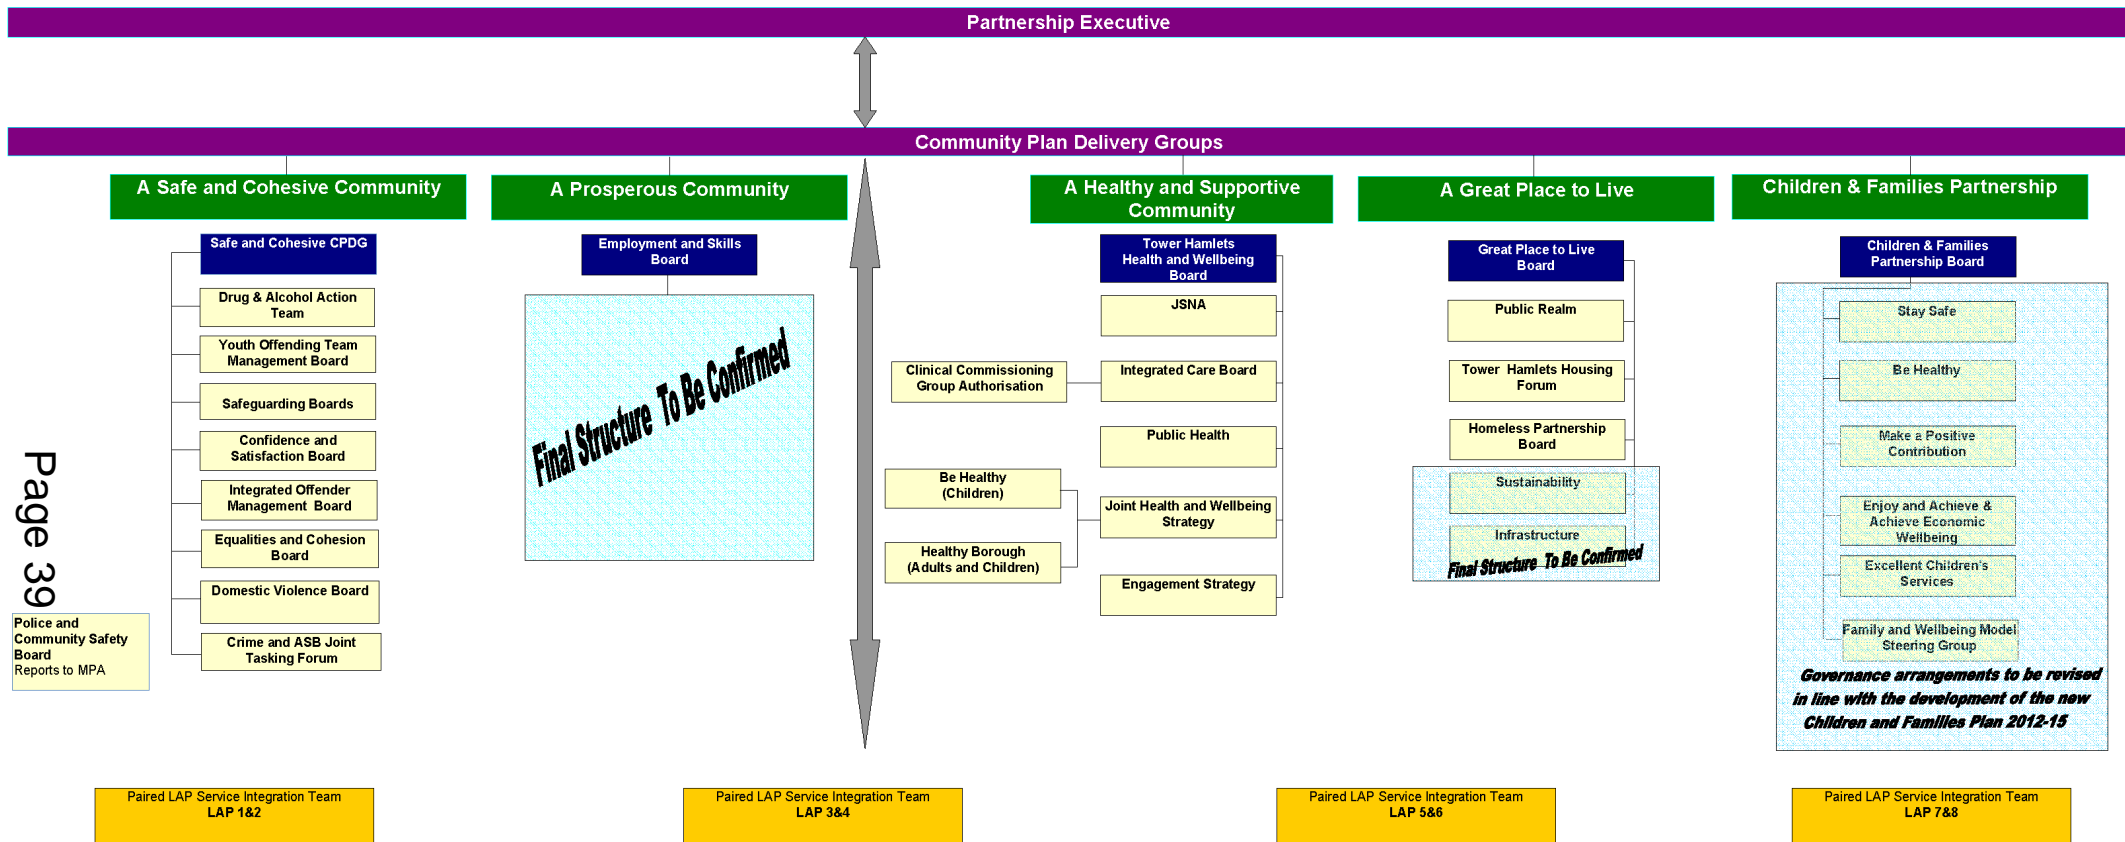 Partnership Executive
Community Plan Delivery Groups
A Safe and Cohesive Community
Safe and Cohesive CPDG
Drug & Alcohol Action
Team
Youth Offending Team
Management Board
Safeguarding Boards
Confidence and
Satisfaction Board
Integrated Offender
Management Board
Equalities and Cohesion
Board
Domestic Violence Board
Crime and ASB Joint
Tasking Forum
Page 39
Police and
Community Safety
Board
Reports to MPA
A Prosperous Community
Employment and Skills
Board
Final Structure To Be Confirmed
A Healthy and Supportive
Community
Tower Hamlets
Health and Wellbeing
Board
JSNA
Clinical Commissioning
Group Authorisation
Integrated Care Board
Public Health
Be Healthy
(Children)
Joint Health and Wellbeing
Strategy
Healthy Borough
(Adults and Children)
Engagement Strategy
A Great Place to Live
Great Place to Live
Board
Public Realm
Tower Hamlets Housing
Forum
Homeless Partnership
Board
Sustainability
Infrastructure
Final Structure To Be Confirmed
Children & Families Partnership
Children & Families
Partnership Board
Stay Safe
Be Healthy
Make a Positive
Contribution
Enjoy and Achieve &
Achieve Economic
Wellbeing
Excellent Children's
Services
Family and Wellbeing Model
Steering Group
Governance arrangements to be revised
in line with the development of the new
Children and Families Plan 2012-15
Paired LAP Service Integration Team
LAP 1&2
Paired LAP Service Integration Team
LAP 3&4
Paired LAP Service Integration Team
LAP 5&6
Paired LAP Service Integration Team
LAP 7&8